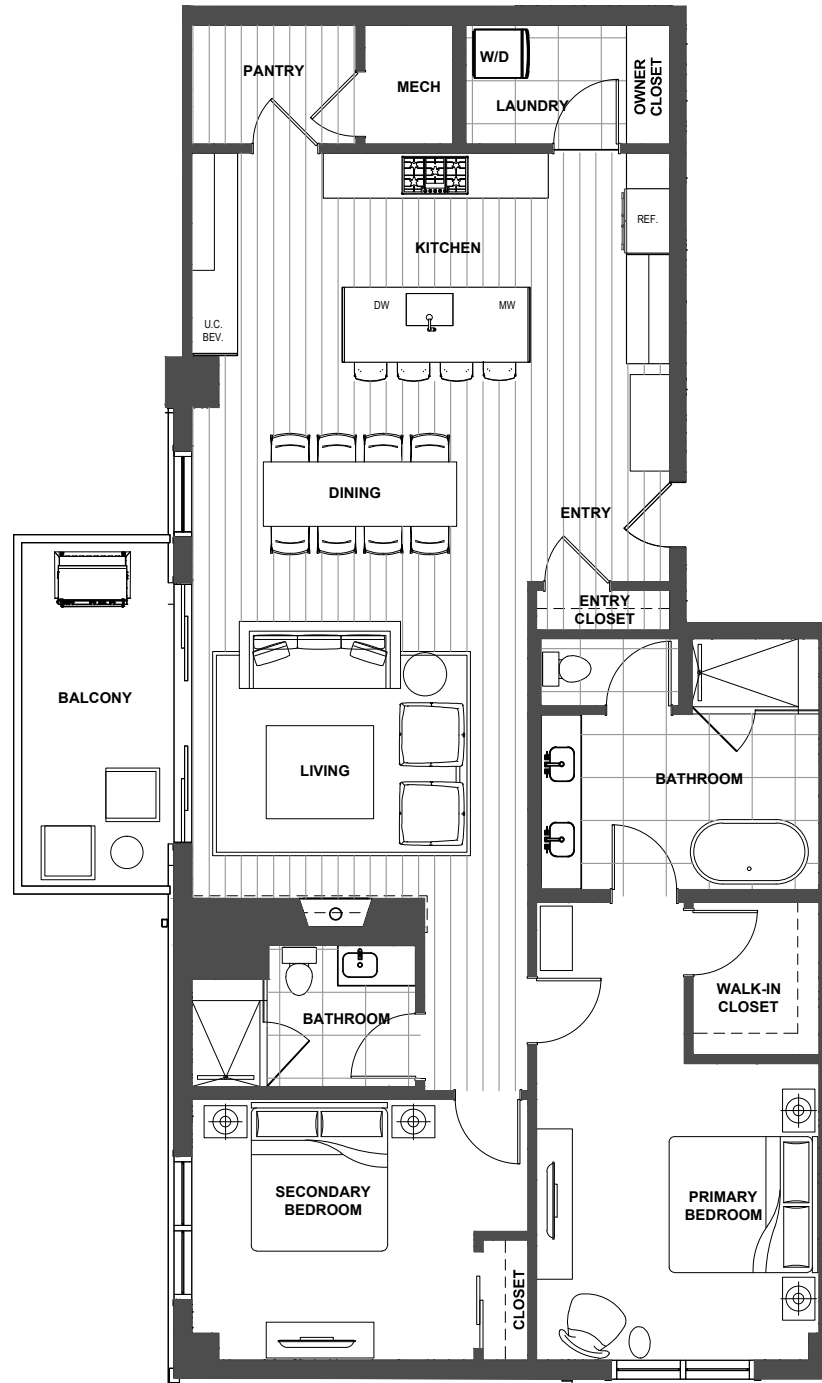 PANTRY
MECH
W/D
LAUNDRY
OWNER
CLOSET
KITCHEN
REF.
DW
MW
U.C.
BEV.
DINING
ENTRY
ENTRY
CLOSET
BALCONY
LIVING
BATHROOM
WALK-IN
CLOSET
BATHROOM
SECONDARY
BEDROOM
PRIMARY
BEDROOM
CLOSET